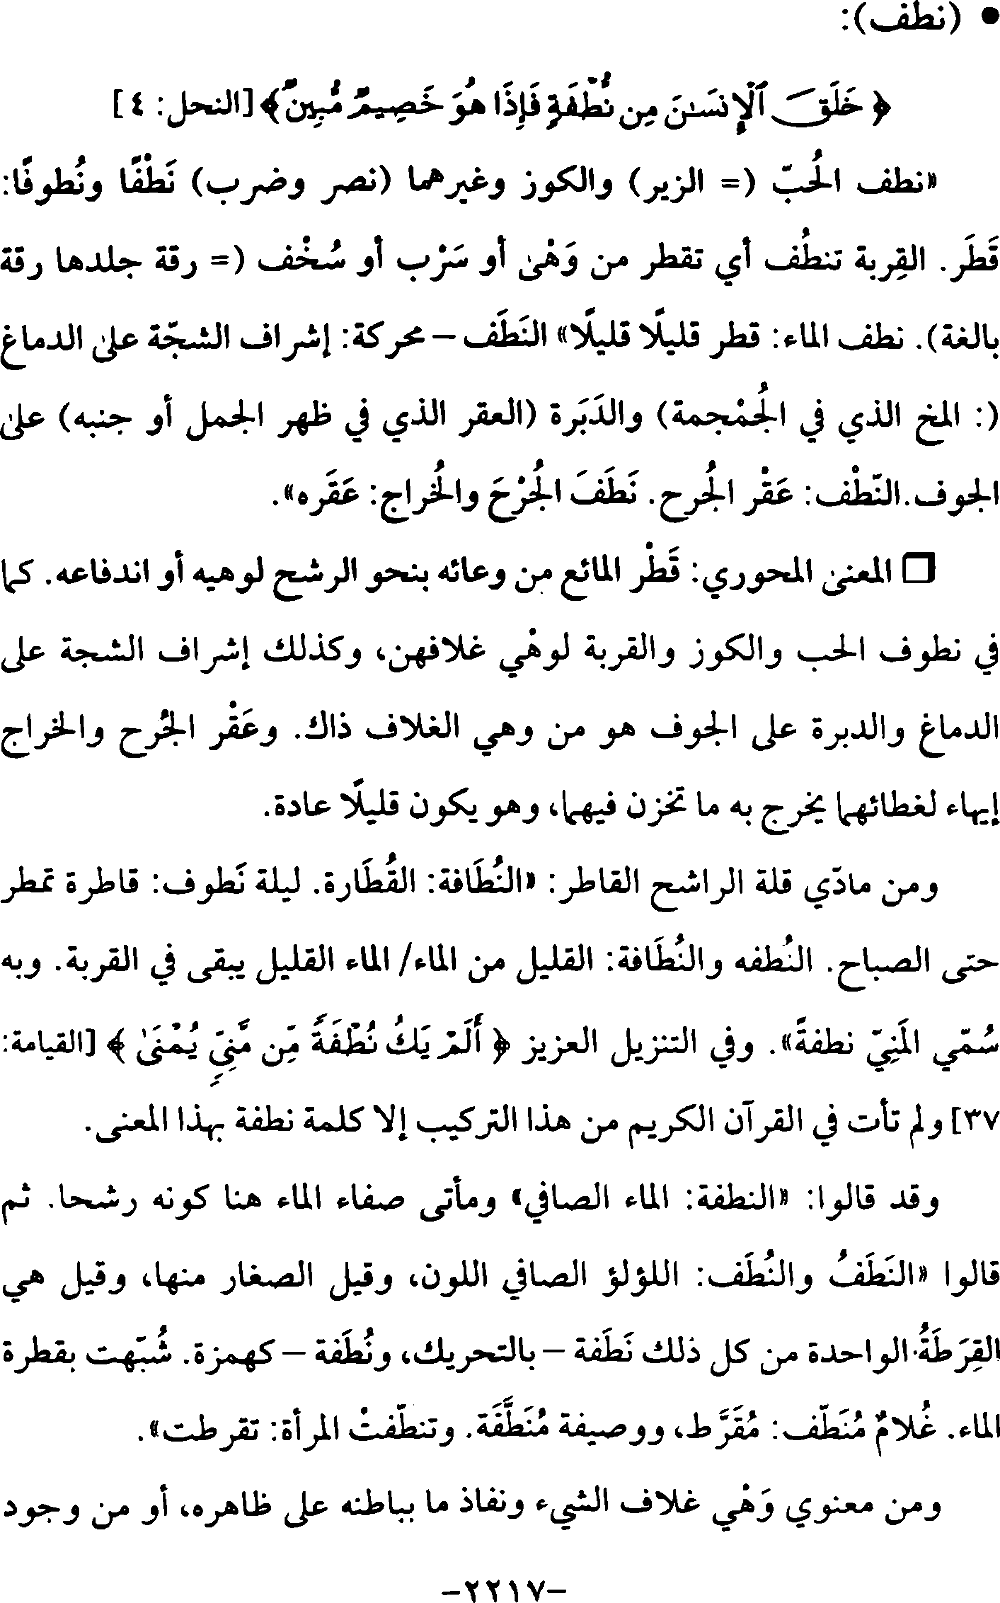 • (نطف):
﴿ خَلَقَ ٱلْإِنسَـٰنَ مِن نُّطْفَةٍ فَإِذَا هُوَ خَصِيمٌ مُّبِينٌ﴾ [النحل: ٤]
«نطف الحُبّ (= الزير) والكوز وغيرهما (نصر وضرب) نَطْفًا ونُطوفًا:
قَطَرَ. القِربة تنطُف أي تقطر من وَهْىٍ أو سَرْب أو سُخْف (= رقة جلدها رقة
بالغة). نطف الماء: قطر قليلًا قليلًا» النَطَف – محركة: إشراف الشجّة على الدماغ
(: المخ الذي في الجُمْجمة) والدَبَرة (العقر الذي في ظهر الجمل أو جنبه) على
الجوف.النّطْف: عَقْر الجُرح. نَطَفَ الجُرْحَ والخُراج: عَقَره».
❒ المعنى المحوري: قَطْر المائع من وعائه بنحو الرشح لوهيه أو اندفاعه. كما
في نطوف الحب والكوز والقربة لوهْي غلافهن، وكذلك إشراف الشجة على
الدماغ والدبرة على الجوف هو من وهي الغلاف ذاك. وعَقْر الجُرح والخراج
إيهاء لغطائهما يخرج به ما تخزن فيهما، وهو يكون قليلًا عادة.
ومن مادّي قلة الراشح القاطر: «النُطَافة: القُطَارة. ليلة نَطوف: قاطرة تمطر
حتى الصباح. النُطفه والنُطَافة: القليل من الماء/ الماء القليل يبقى في القربة. وبه
سُمّي المَنِيّ نطفةً». وفي التنزيل العزيز ﴿ أَلَمْ يَكُ نُطْفَةً مِّن مَّنِيٍّ يُمْنَىٰ ﴾ [القيامة:
٣٧] ولم تأت في القرآن الكريم من هذا التركيب إلا كلمة نطفة بهذا المعنى.
وقد قالوا: «النطفة: الماء الصافي» ومأتى صفاء الماء هنا كونه رشحا. ثم
قالوا «النَطَفُ والنُطَف: اللؤلؤ الصافي اللون، وقيل الصغار منها، وقيل هي
القِرَطَةُ.الواحدة من كل ذلك نَطَفة – بالتحريك، ونُطَفة – كهمزة. شُبّهت بقطرة
الماء. غُلامٌ مُنَطّف: مُقَرَّط، ووصيفة مُنَطَّفَة. وتنطّفتْ المرأة: تقرطت».
ومن معنوي وَهْي غلاف الشيء ونفاذ ما بباطنه على ظاهره، أو من وجود
-٢٢١٧-